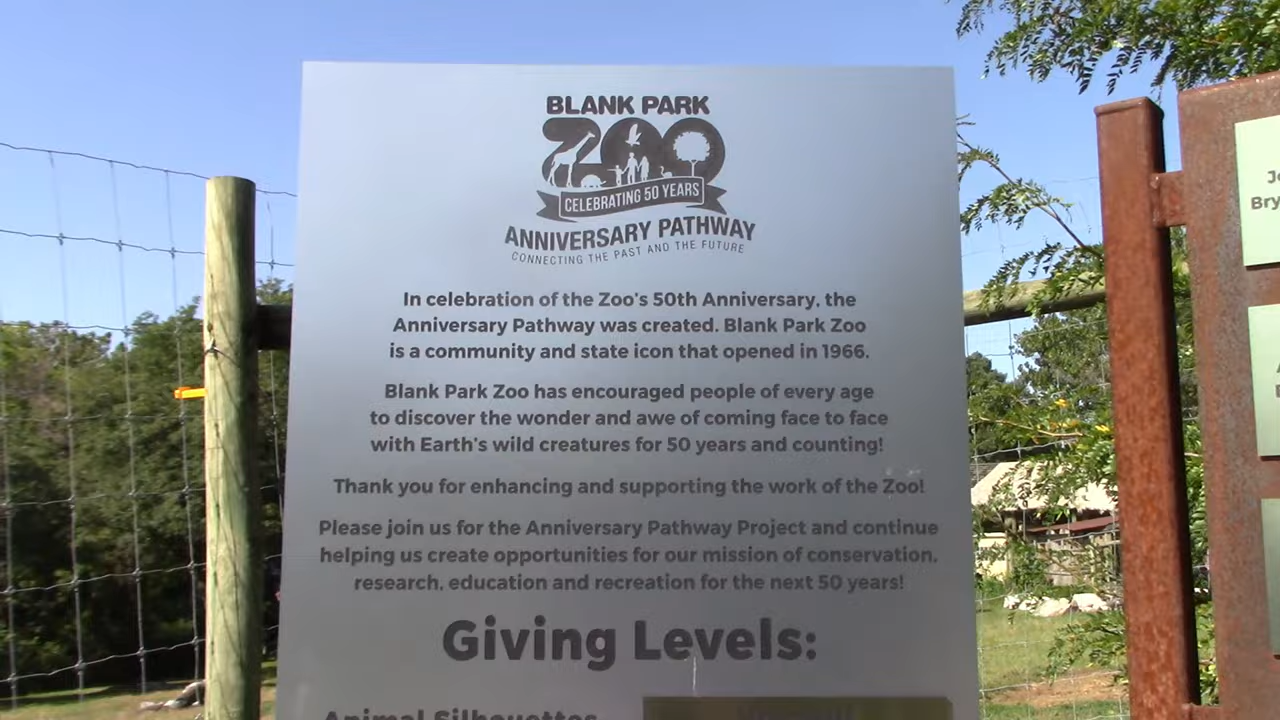 BLANK PARK
ZOO
CELEBRATING 50 YEARS
ANNIVERSARY PATHWAY
CONNECTING THE PAST AND THE FUTURE
In celebration of the Zoo's 50th Anniversary, the
Anniversary Pathway was created. Blank Park Zoo
is a community and state icon that opened in 1966.
Blank Park Zoo has encouraged people of every age
to discover the wonder and awe of coming face to face
with Earth's wild creatures for 50 years and counting!
Thank you for enhancing and supporting the work of the Zoo!
Please join us for the Anniversary Pathway Project and continue
helping us create opportunities for our mission of conservation,
research, education and recreation for the next 50 years!
Giving Levels:
Animal Silhouettes